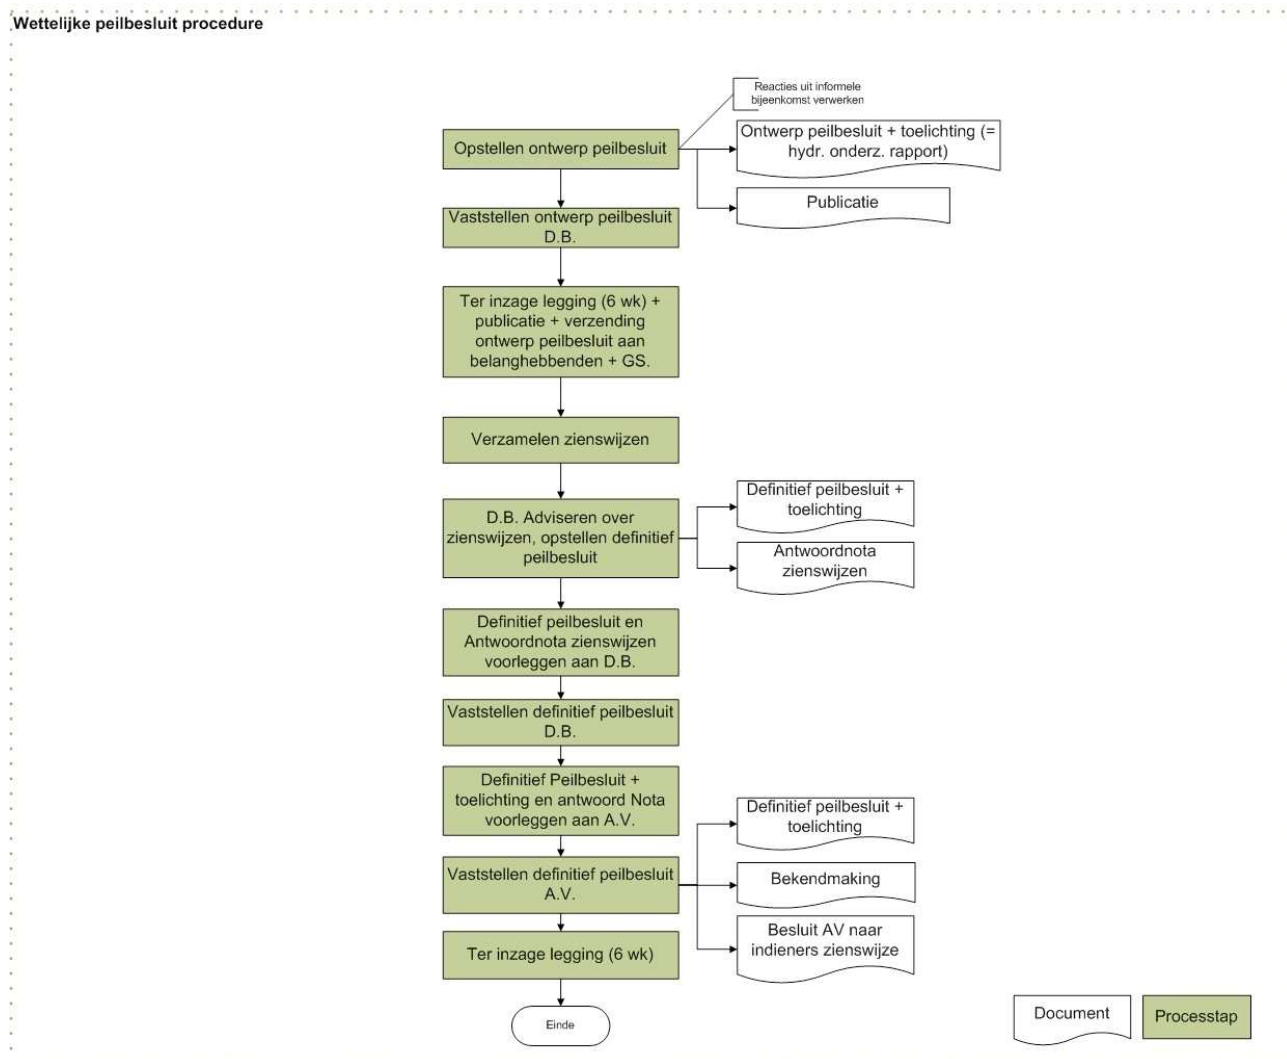 Wettelijke peilbesluit procedure
Reacties uit informele
bijeenkomst verwerken
Opstellen ontwerp peilbesluit
Ontwerp peilbesluit + toelichting (=
hydr. onderz. rapport)
Publicatie
Vaststellen ontwerp peilbesluit
D.B.
Ter inzage legging (6 wk) +
publicatie + verzending
ontwerp peilbesluit aan
belanghebbenden + GS.
Verzamelen zienswijzen
D.B. Adviseren over
zienswijzen, opstellen definitief
peilbesluit
Definitief peilbesluit +
toelichting
Antwoordnota
zienswijzen
Definitief peilbesluit en
Antwoordnota zienswijzen
voorleggen aan D.B.
Vaststellen definitief peilbesluit
D.B.
Definitief Peilbesluit +
toelichting en antwoord Nota
voorleggen aan A.V.
Vaststellen definitief peilbesluit
A.V.
Definitief peilbesluit +
toelichting
Bekendmaking
Besluit AV naar
indieners zienswijze
Ter inzage legging (6 wk)
Einde
Document
Processtap